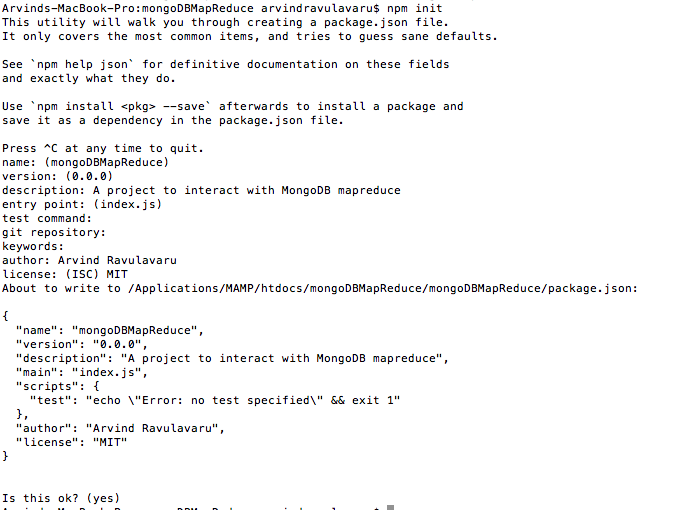 Arvinds-MacBook-Pro:mongoDBMapReduce arvindravulavaru$ npm init
This utility will walk you through creating a package.json file.
It only covers the most common items, and tries to guess sane defaults.
See `npm help json` for definitive documentation on these fields
and exactly what they do.
Use `npm install <pkg> --save` afterwards to install a package and
save it as a dependency in the package.json file.
Press ^C at any time to quit.
name: (mongoDBMapReduce)
version: (0.0.0)
description: A project to interact with MongoDB mapreduce
entry point: (index.js)
test command:
git repository:
keywords:
author: Arvind Ravulavaru
license: (ISC) MIT
About to write to /Applications/MAMP/htdocs/mongoDBMapReduce/mongoDBMapReduce/package.json:
{
"name": "mongoDBMapReduce",
"version": "0.0.0",
"description": "A project to interact with MongoDB mapreduce",
"main": "index.js",
"scripts": {
"test": "echo \"Error: no test specified\" && exit 1"
},
"author": "Arvind Ravulavaru",
"license": "MIT"
}
Is this ok? (yes)